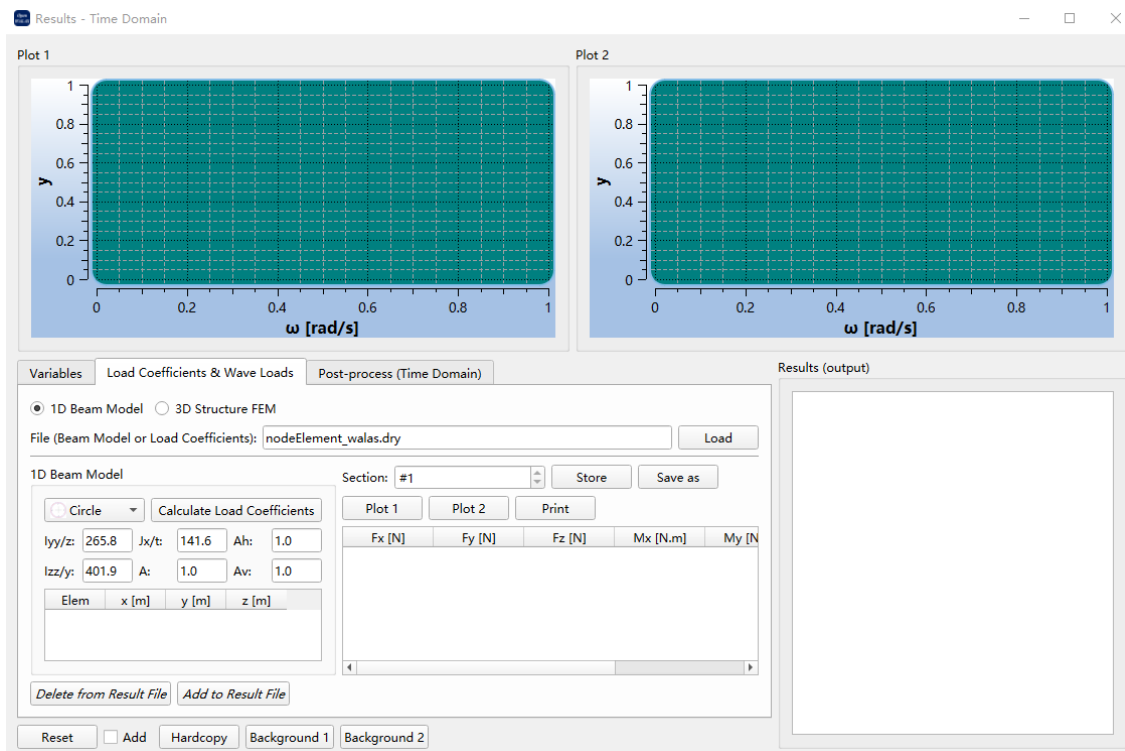 Results - Time Domain
Plot 1
Plot 2
1
0.8
0.6
0.4
0.2
0
y
0 0.2 0.4 0.6 0.8 1
ω [rad/s]
1
0.8
0.6
0.4
0.2
0
y
0 0.2 0.4 0.6 0.8 1
ω [rad/s]
Variables Load Coefficients & Wave Loads Post-process (Time Domain)
1D Beam Model 3D Structure FEM
File (Beam Model or Load Coefficients): nodeElement_walas.dry Load
1D Beam Model
Circle Calculate Load Coefficients
Iyy/z: 265.8 Jx/t: 141.6 Ah: 1.0
Izz/y: 401.9 A: 1.0 Av: 1.0
Elem x [m] y [m] z [m]
Section: #1 Store Save as
Plot 1 Plot 2 Print
Fx [N] Fy [N] Fz [N] Mx [N.m] My [N
Delete from Result File Add to Result File
Reset Add Hardcopy Background 1 Background 2
Results (output)